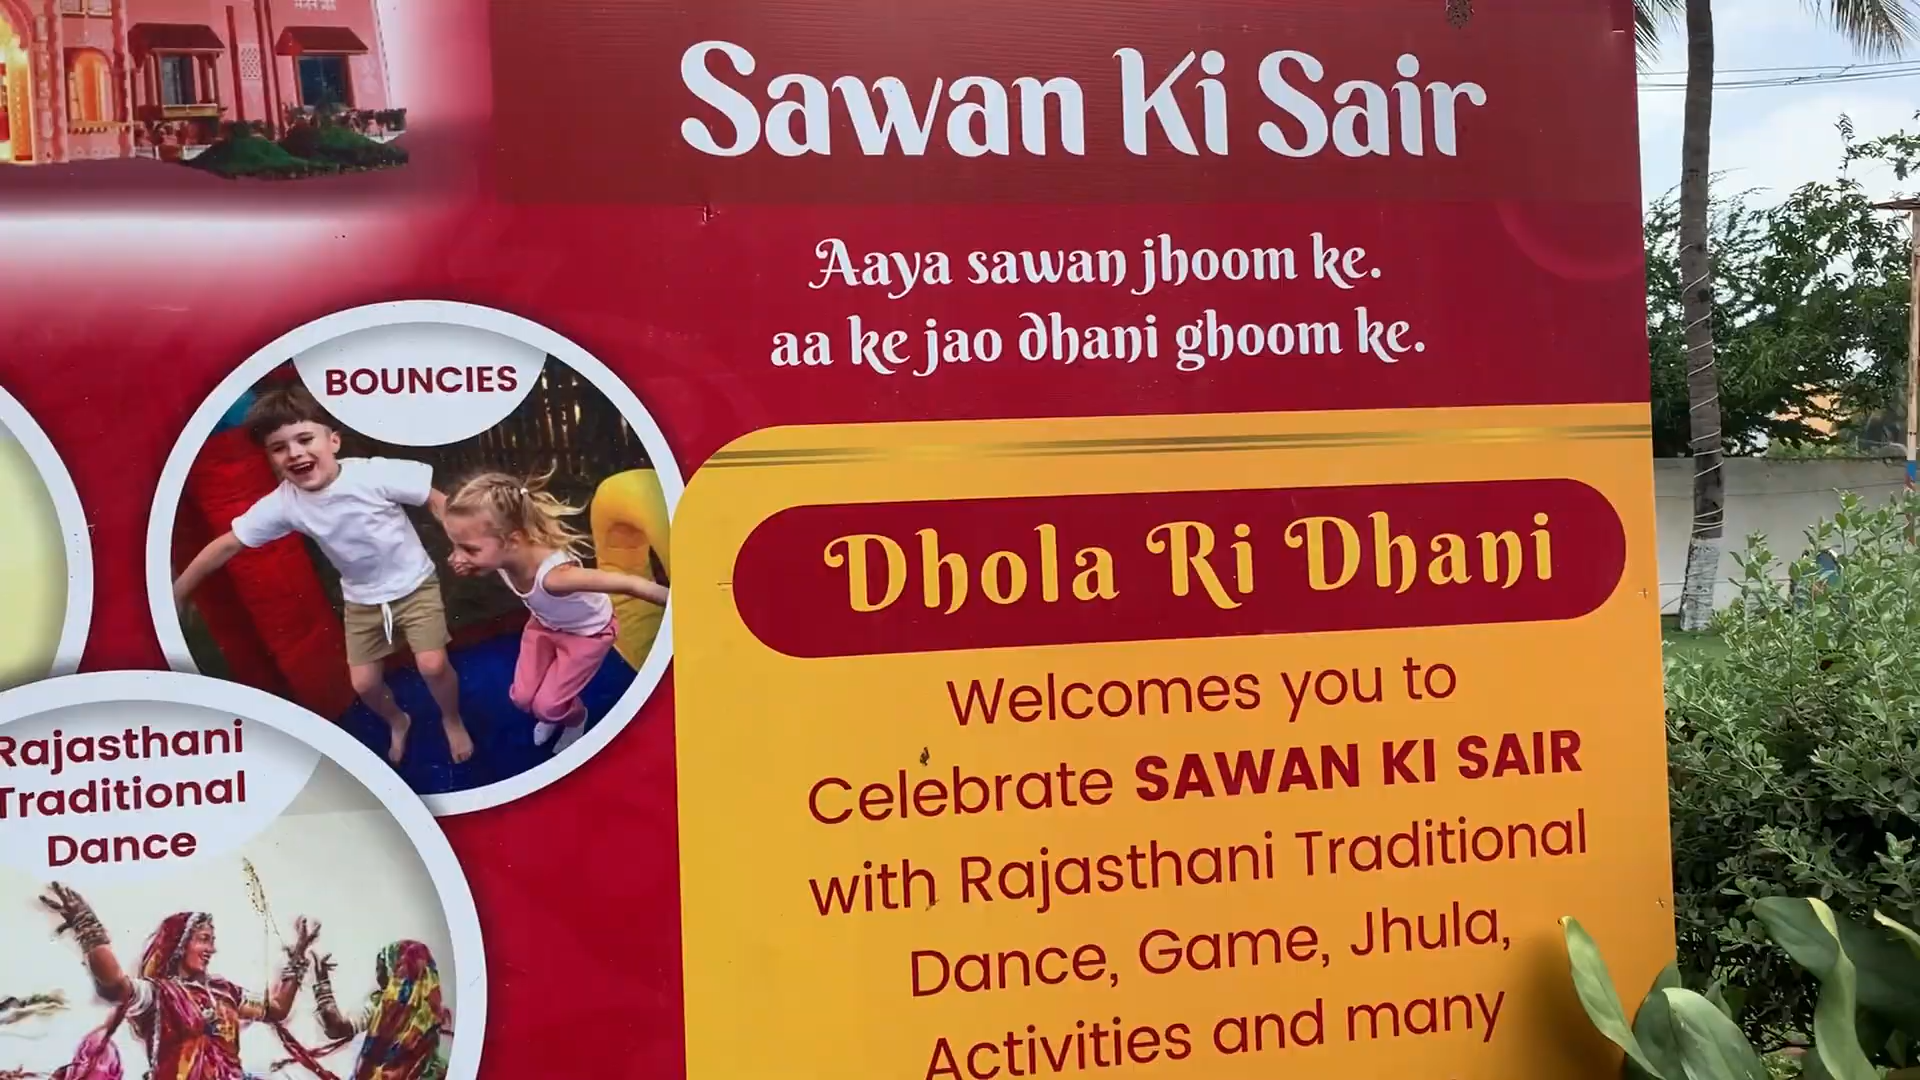 Sawan Ki Sair
Aaya sawan jhoom ke.
aa ke jao dhani ghoom ke.
BOUNCIES
Dhola Ri Dhani
Welcomes you to
Celebrate SAWAN KI SAIR
with Rajasthani Traditional
Dance, Game, Jhula,
Activities and many
Rajasthani
Traditional
Dance